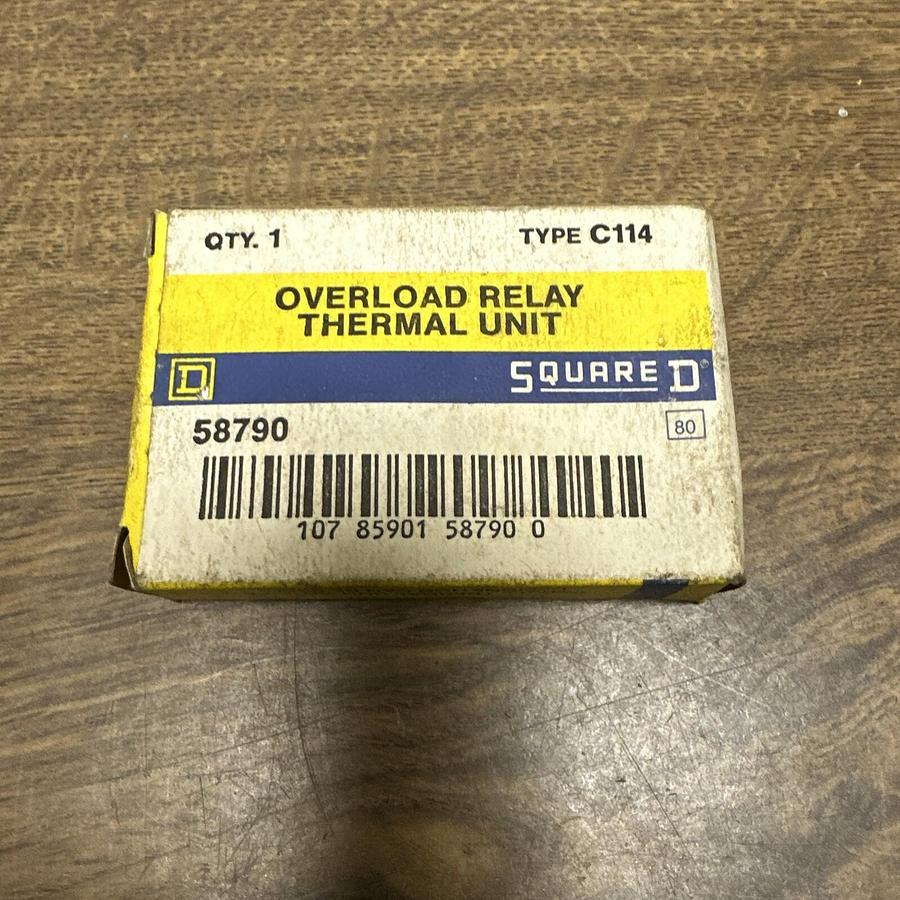 QTY. 1 TYPE C114
OVERLOAD RELAY
THERMAL UNIT
D SQUARE D®
58790
80
107 85901 58790 0